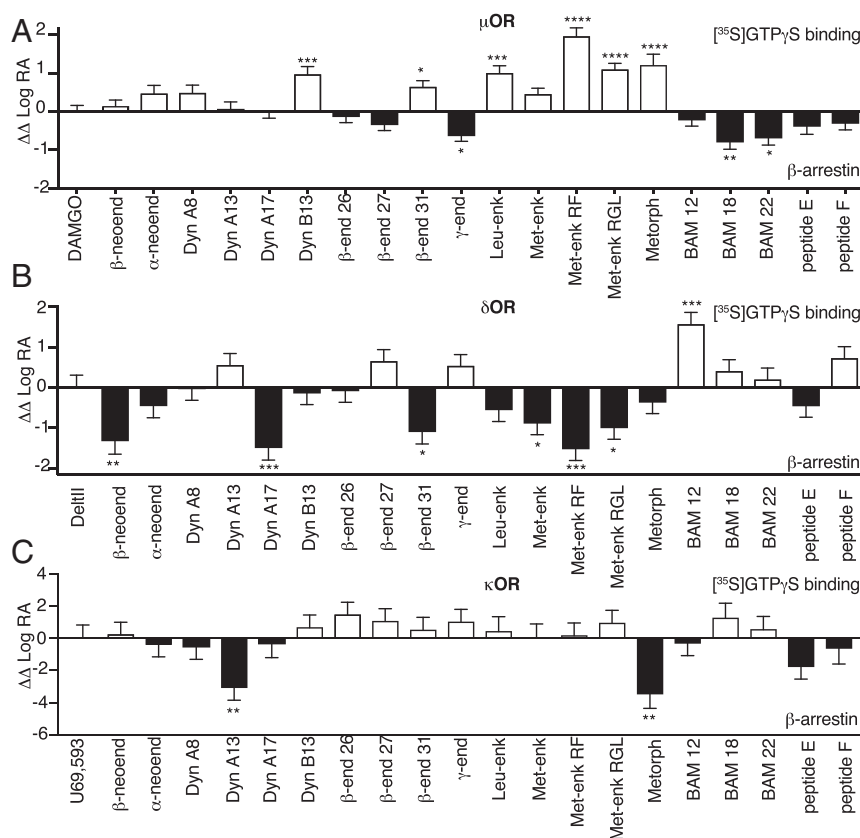 A
μOR
[³⁵S]GTPγS binding
ΔΔ Log RA
2
1
0
-1
-2
***
*
*
***
****
****
****
**
*
β-arrestin
DAMGO
β-neoend
α-neoend
Dyn A8
Dyn A13
Dyn A17
Dyn B13
β-end 26
β-end 27
β-end 31
γ-end
Leu-enk
Met-enk
Met-enk RF
Met-enk RGL
Metorph
BAM 12
BAM 18
BAM 22
peptide E
peptide F
B
δOR
[³⁵S]GTPγS binding
ΔΔ Log RA
2
1
0
-1
-2
**
***
*
*
***
*
***
β-arrestin
DeltII
β-neoend
α-neoend
Dyn A8
Dyn A13
Dyn A17
Dyn B13
β-end 26
β-end 27
β-end 31
γ-end
Leu-enk
Met-enk
Met-enk RF
Met-enk RGL
Metorph
BAM 12
BAM 18
BAM 22
peptide E
peptide F
C
κOR
[³⁵S]GTPγS binding
ΔΔ Log RA
4
2
0
-2
-4
-6
**
**
β-arrestin
U69,593
β-neoend
α-neoend
Dyn A8
Dyn A13
Dyn A17
Dyn B13
β-end 26
β-end 27
β-end 31
γ-end
Leu-enk
Met-enk
Met-enk RF
Met-enk RGL
Metorph
BAM 12
BAM 18
BAM 22
peptide E
peptide F